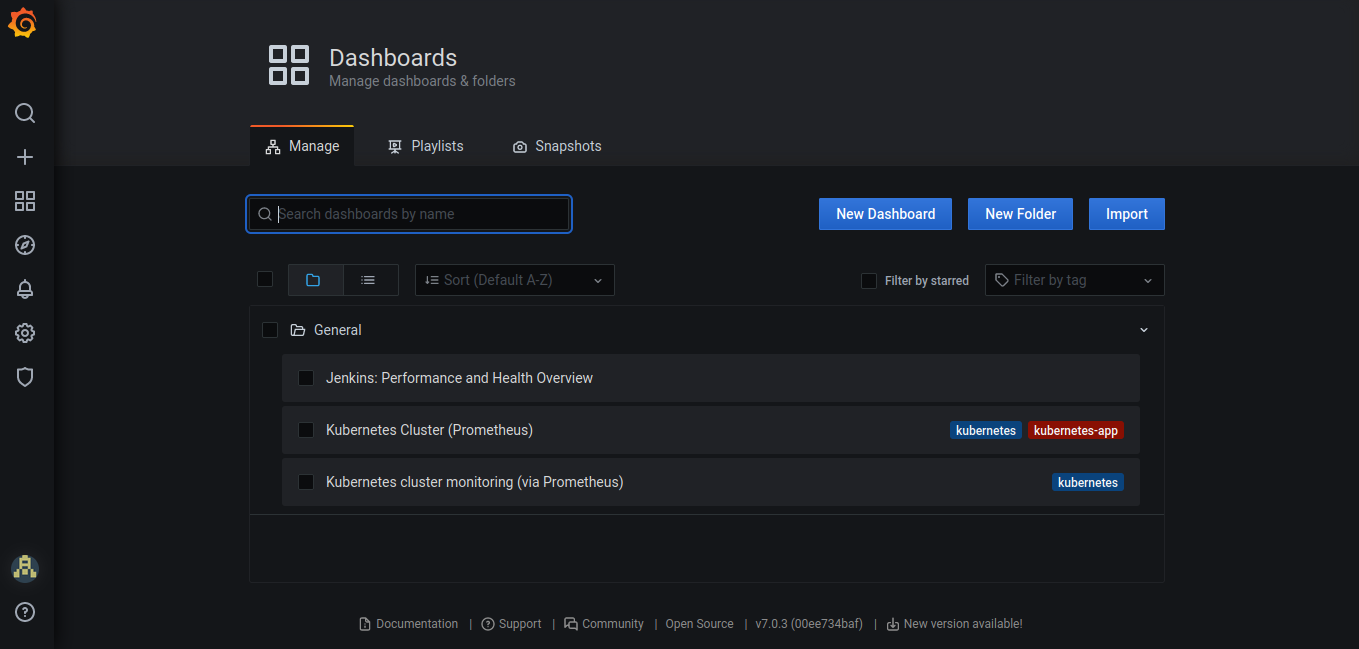 Dashboards
Manage dashboards & folders
Manage Playlists Snapshots
Search dashboards by name New Dashboard New Folder Import
Sort (Default A-Z) Filter by starred Filter by tag
General
Jenkins: Performance and Health Overview
Kubernetes Cluster (Prometheus) kubernetes kubernetes-app
Kubernetes cluster monitoring (via Prometheus) kubernetes
Documentation | Support | Community | Open Source | v7.0.3 (00ee734baf) | New version available!